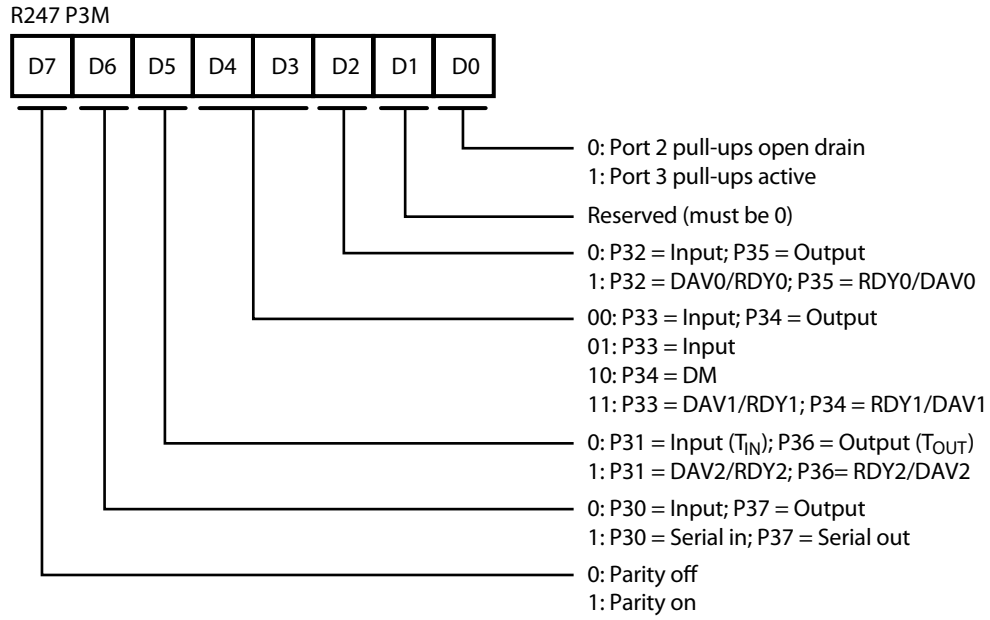 R247 P3M
D7 D6 D5 D4 D3 D2 D1 D0
0: Port 2 pull-ups open drain
1: Port 3 pull-ups active
Reserved (must be 0)
0: P32 = Input; P35 = Output
1: P32 = DAV0/RDY0; P35 = RDY0/DAV0
00: P33 = Input; P34 = Output
01: P33 = Input
10: P34 = DM
11: P33 = DAV1/RDY1; P34 = RDY1/DAV1
0: P31 = Input (TIN); P36 = Output (TOUT)
1: P31 = DAV2/RDY2; P36= RDY2/DAV2
0: P30 = Input; P37 = Output
1: P30 = Serial in; P37 = Serial out
0: Parity off
1: Parity on